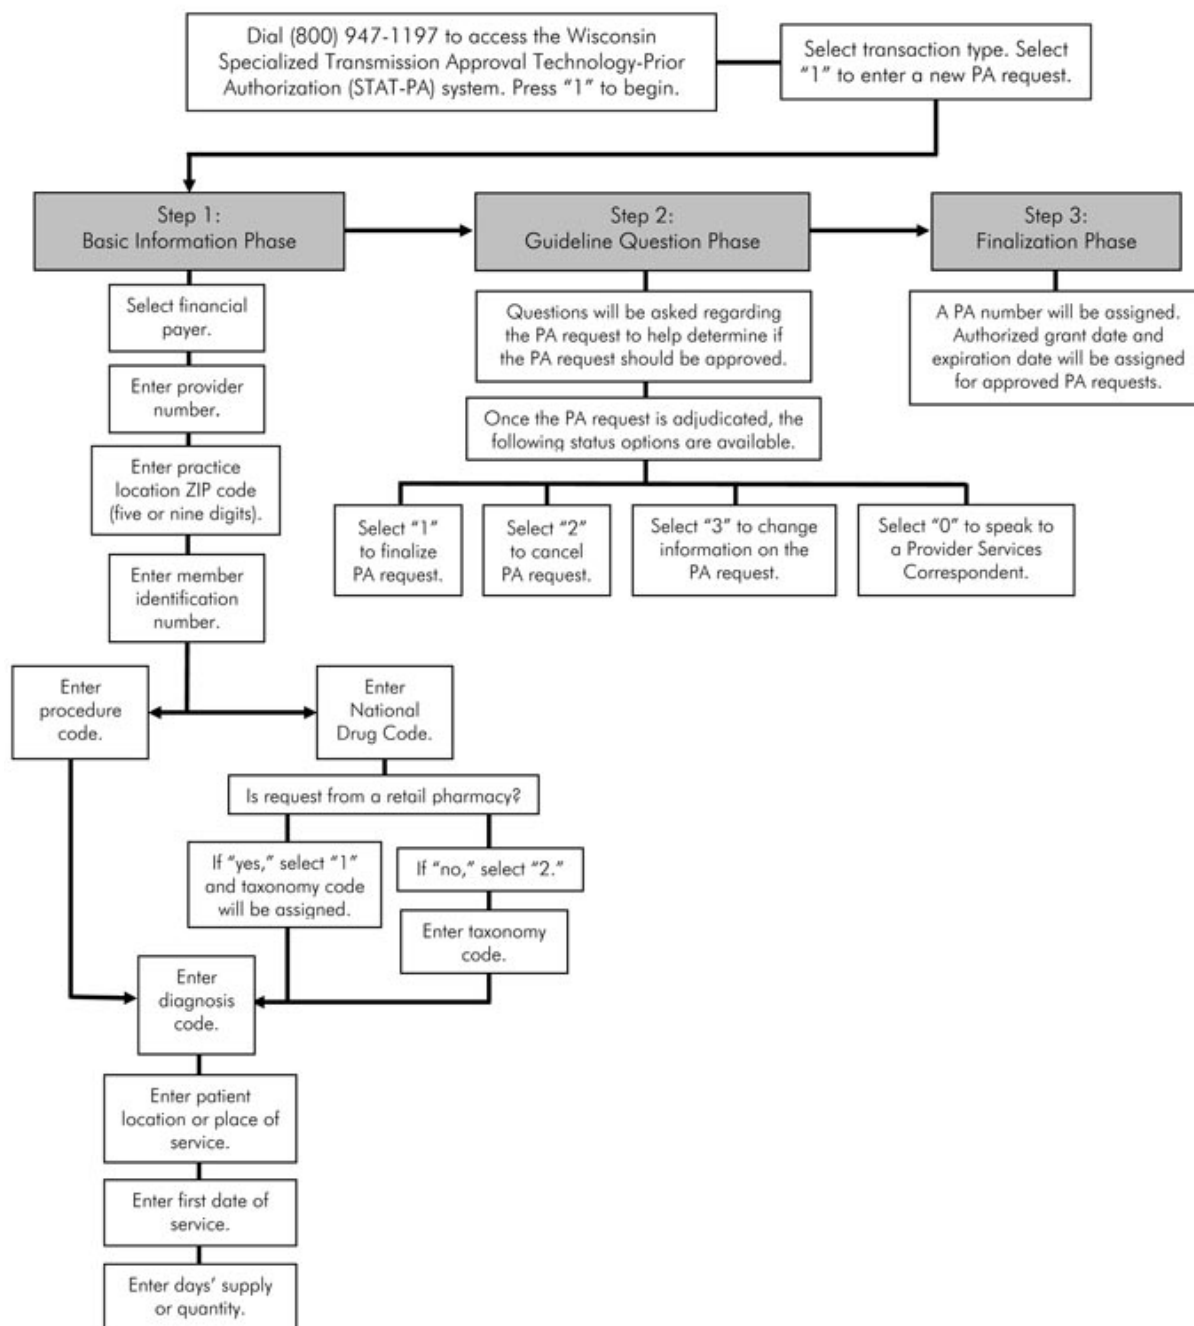 Dial (800) 947-1197 to access the Wisconsin
Specialized Transmission Approval Technology-Prior
Authorization (STAT-PA) system. Press “1” to begin.
Select transaction type. Select
“1” to enter a new PA request.
Step 1:
Basic Information Phase
Step 2:
Guideline Question Phase
Step 3:
Finalization Phase
Select financial
payer.
Enter provider
number.
Enter practice
location ZIP code
(five or nine digits).
Enter member
identification
number.
Questions will be asked regarding
the PA request to help determine if
the PA request should be approved.
Once the PA request is adjudicated, the
following status options are available.
Select “1”
to finalize
PA request.
Select “2”
to cancel
PA request.
Select “3” to change
information on the
PA request.
Select “0” to speak to
a Provider Services
Correspondent.
A PA number will be assigned.
Authorized grant date and
expiration date will be assigned
for approved PA requests.
Enter
procedure
code.
Enter
National
Drug Code.
Is request from a retail pharmacy?
If “yes,” select “1”
and taxonomy code
will be assigned.
If “no,” select “2.”
Enter taxonomy
code.
Enter
diagnosis
code.
Enter patient
location or place of
service.
Enter first date of
service.
Enter days’ supply
or quantity.